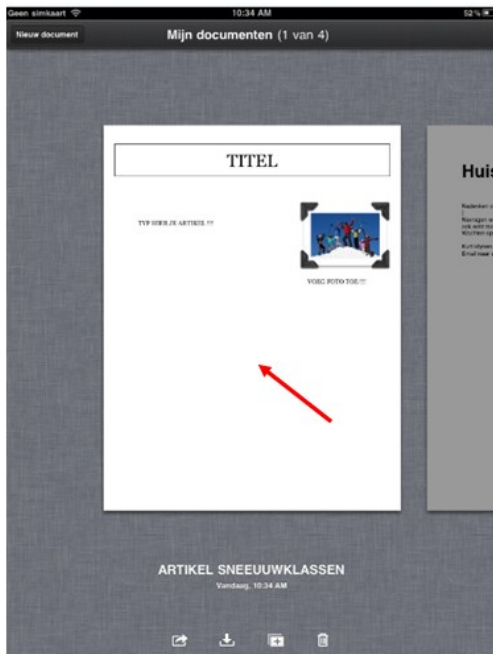 Geen simkaart 10:34 AM 52%
Nieuw document Mijn documenten (1 van 4)
TITEL
TYP HIER JE ARTIKEL !!!
VOEG FOTO TOE !!!
Huis
ARTIKEL SNEEUUWKLASSEN
Vandaag, 10:34 AM